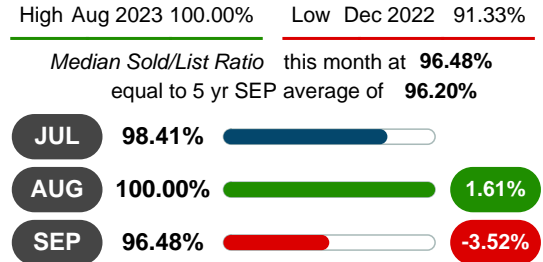 High Aug 2023 100.00% Low Dec 2022 91.33%
Median Sold/List Ratio this month at 96.48%
equal to 5 yr SEP average of 96.20%
JUL 98.41%
AUG 100.00% 1.61%
SEP 96.48% -3.52%